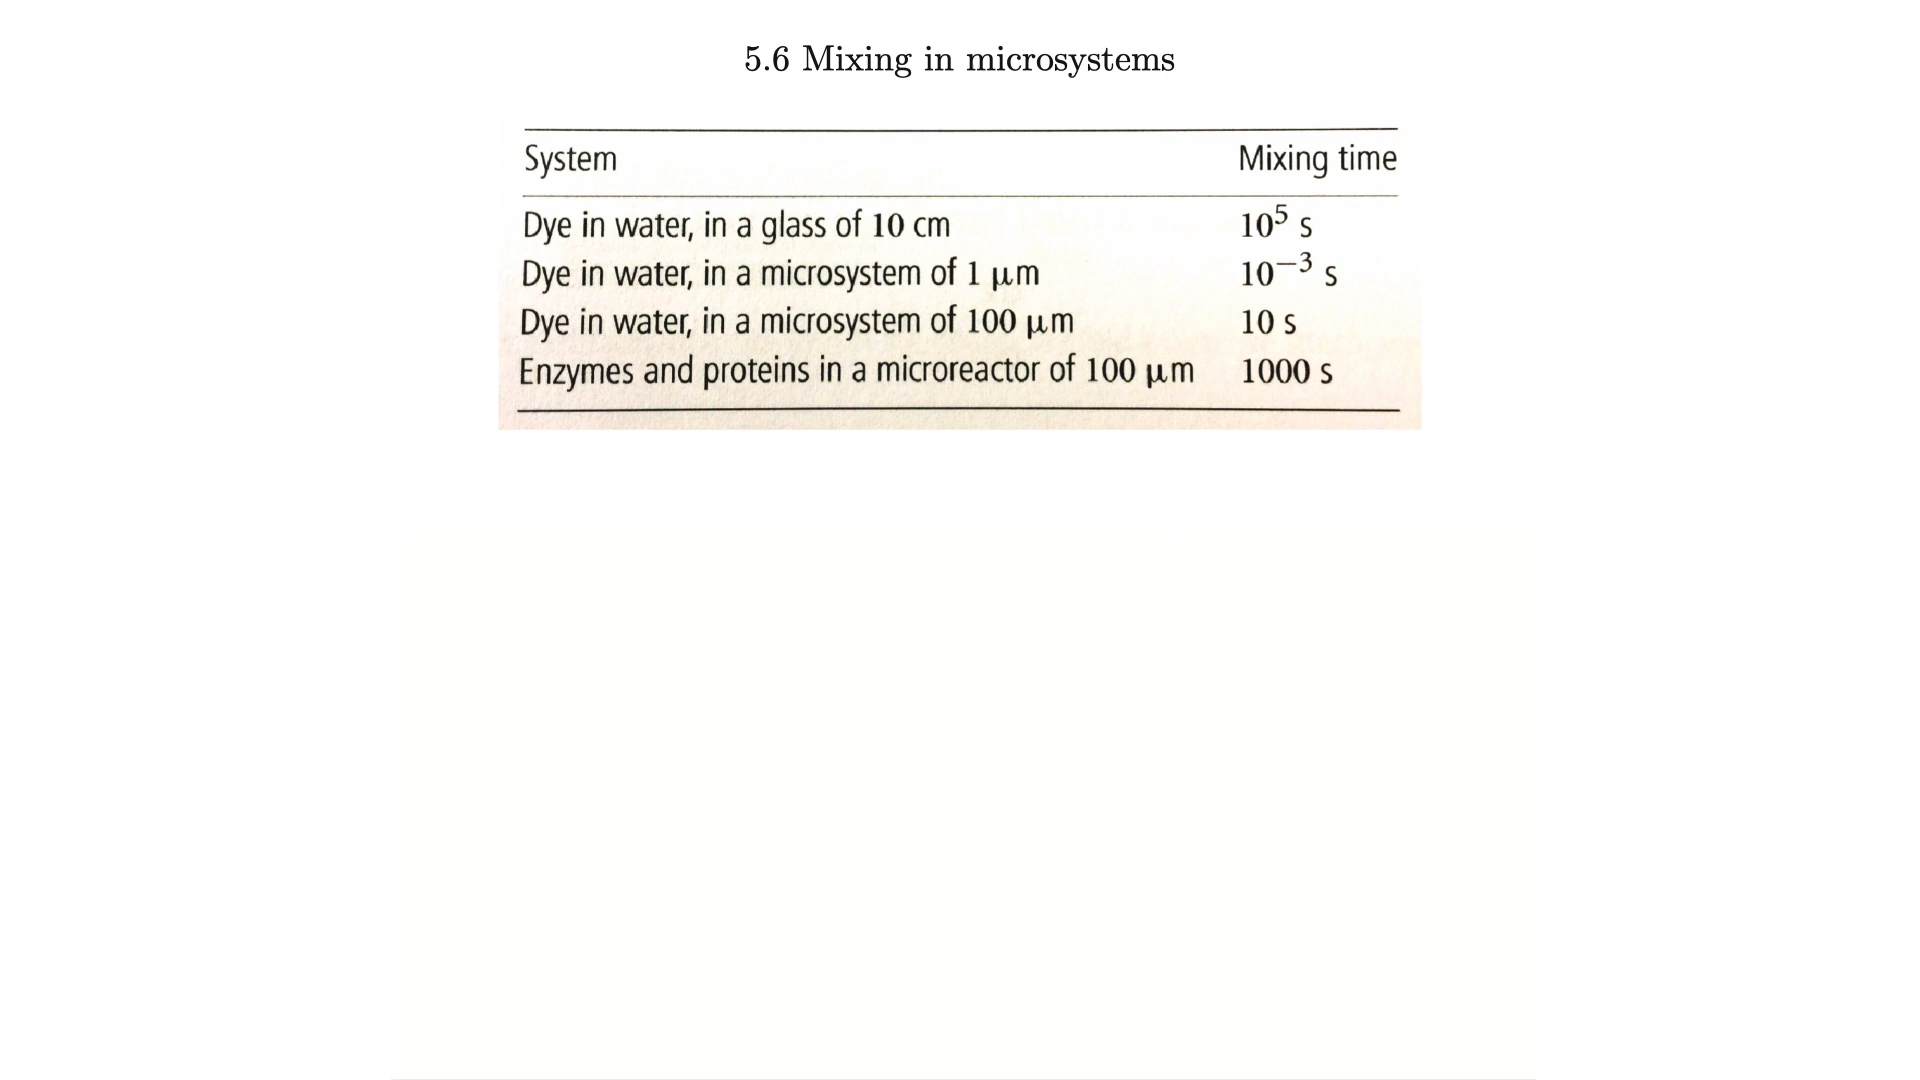 5.6 Mixing in microsystems
System Mixing time
Dye in water, in a glass of 10 cm 10⁵ s
Dye in water, in a microsystem of 1 μm 10⁻³ s
Dye in water, in a microsystem of 100 μm 10 s
Enzymes and proteins in a microreactor of 100 μm 1000 s